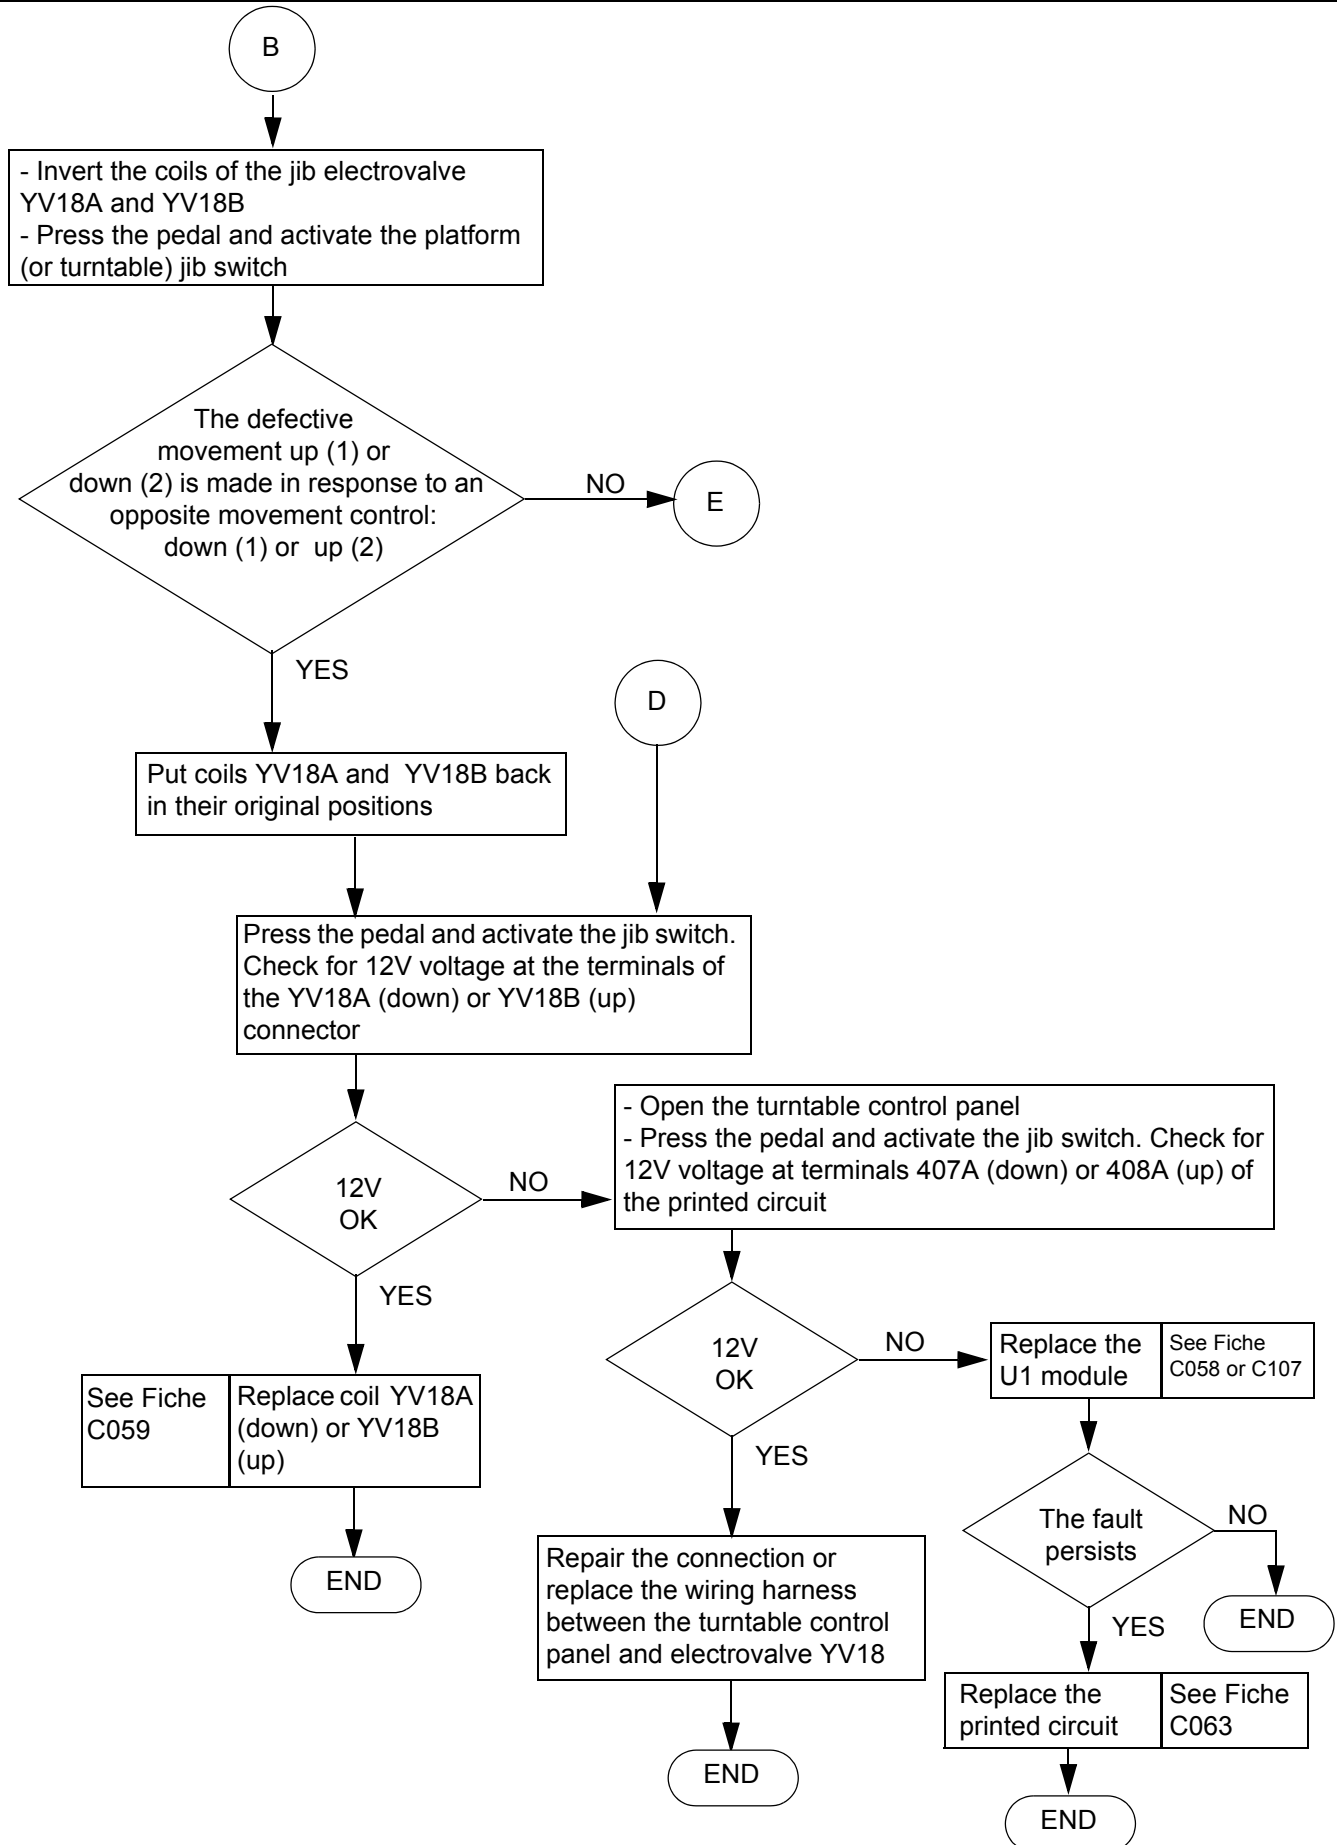 B
- Invert the coils of the jib electrovalve
YV18A and YV18B
- Press the pedal and activate the platform
(or turntable) jib switch
The defective
movement up (1) or
down (2) is made in response to an
opposite movement control:
down (1) or up (2)
NO
E
YES
D
Put coils YV18A and YV18B back
in their original positions
Press the pedal and activate the jib switch.
Check for 12V voltage at the terminals of
the YV18A (down) or YV18B (up)
connector
12V
OK
NO
- Open the turntable control panel
- Press the pedal and activate the jib switch. Check for
12V voltage at terminals 407A (down) or 408A (up) of
the printed circuit
YES
See Fiche
C059
Replace coil YV18A
(down) or YV18B
(up)
END
12V
OK
NO
Replace the
U1 module
See Fiche
C058 or C107
YES
Repair the connection or
replace the wiring harness
between the turntable control
panel and electrovalve YV18
END
The fault
persists
NO
END
YES
Replace the
printed circuit
See Fiche
C063
END